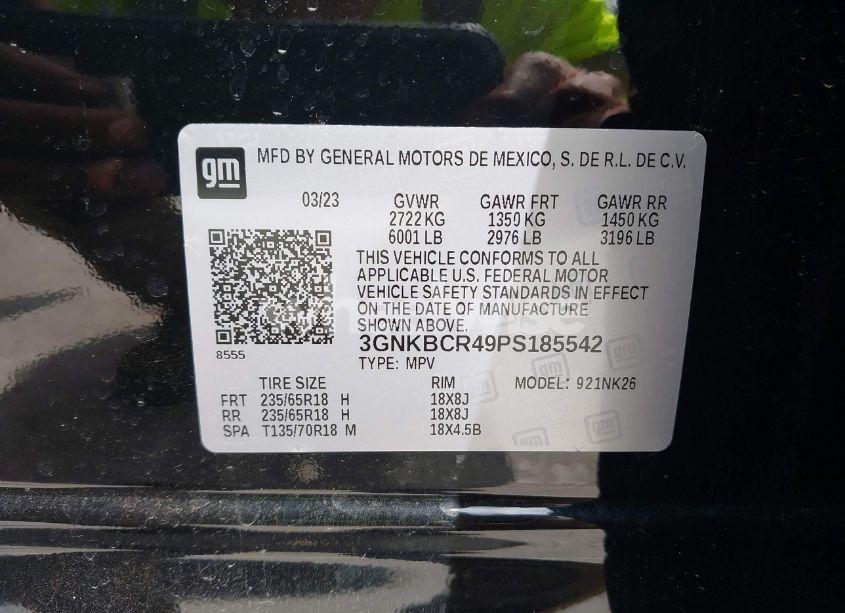 gm MFD BY GENERAL MOTORS DE MEXICO, S. DE R.L. DE C.V.
03/23 GVWR GAWR FRT GAWR RR
2722 KG 1350 KG 1450 KG
6001 LB 2976 LB 3196 LB
THIS VEHICLE CONFORMS TO ALL
APPLICABLE U.S. FEDERAL MOTOR
VEHICLE SAFETY STANDARDS IN EFFECT
ON THE DATE OF MANUFACTURE
SHOWN ABOVE.
8555
3GNKBCR49PS185542
TYPE: MPV
TIRE SIZE RIM MODEL: 921NK26
FRT 235/65R18 H 18X8J
RR 235/65R18 H 18X8J
SPA T135/70R18 M 18X4.5B